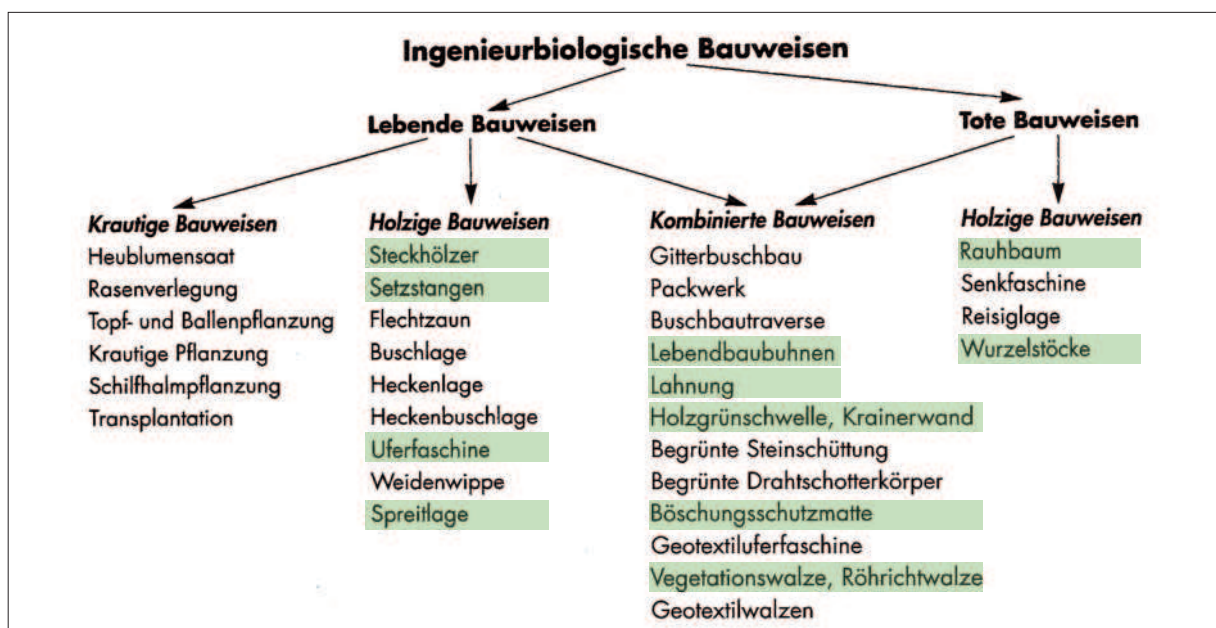 Ingenieurbiologische Bauweisen
Lebende Bauweisen
Tote Bauweisen
Krautige Bauweisen
Heublumensaat
Rasenverlegung
Topf- und Ballenpflanzung
Krautige Pflanzung
Schilfhalmpflanzung
Transplantation
Holzige Bauweisen
Steckhölzer
Setzstangen
Flechtzaun
Buschlage
Heckenlage
Heckenbuschlage
Uferfaschine
Weidenwippe
Spreitlage
Kombinierte Bauweisen
Gitterbuschbau
Packwerk
Buschbautraverse
Lebendbaubuhnen
Lahnung
Holzgrünschwelle, Krainerwand
Begrünte Steinschüttung
Begrünte Drahtschotterkörper
Böschungsschutzmatte
Geotextiluferfaschine
Vegetationswalze, Röhrichtwalze
Geotextilwalzen
Holzige Bauweisen
Rauhbaum
Senkfaschine
Reisiglage
Wurzelstöcke